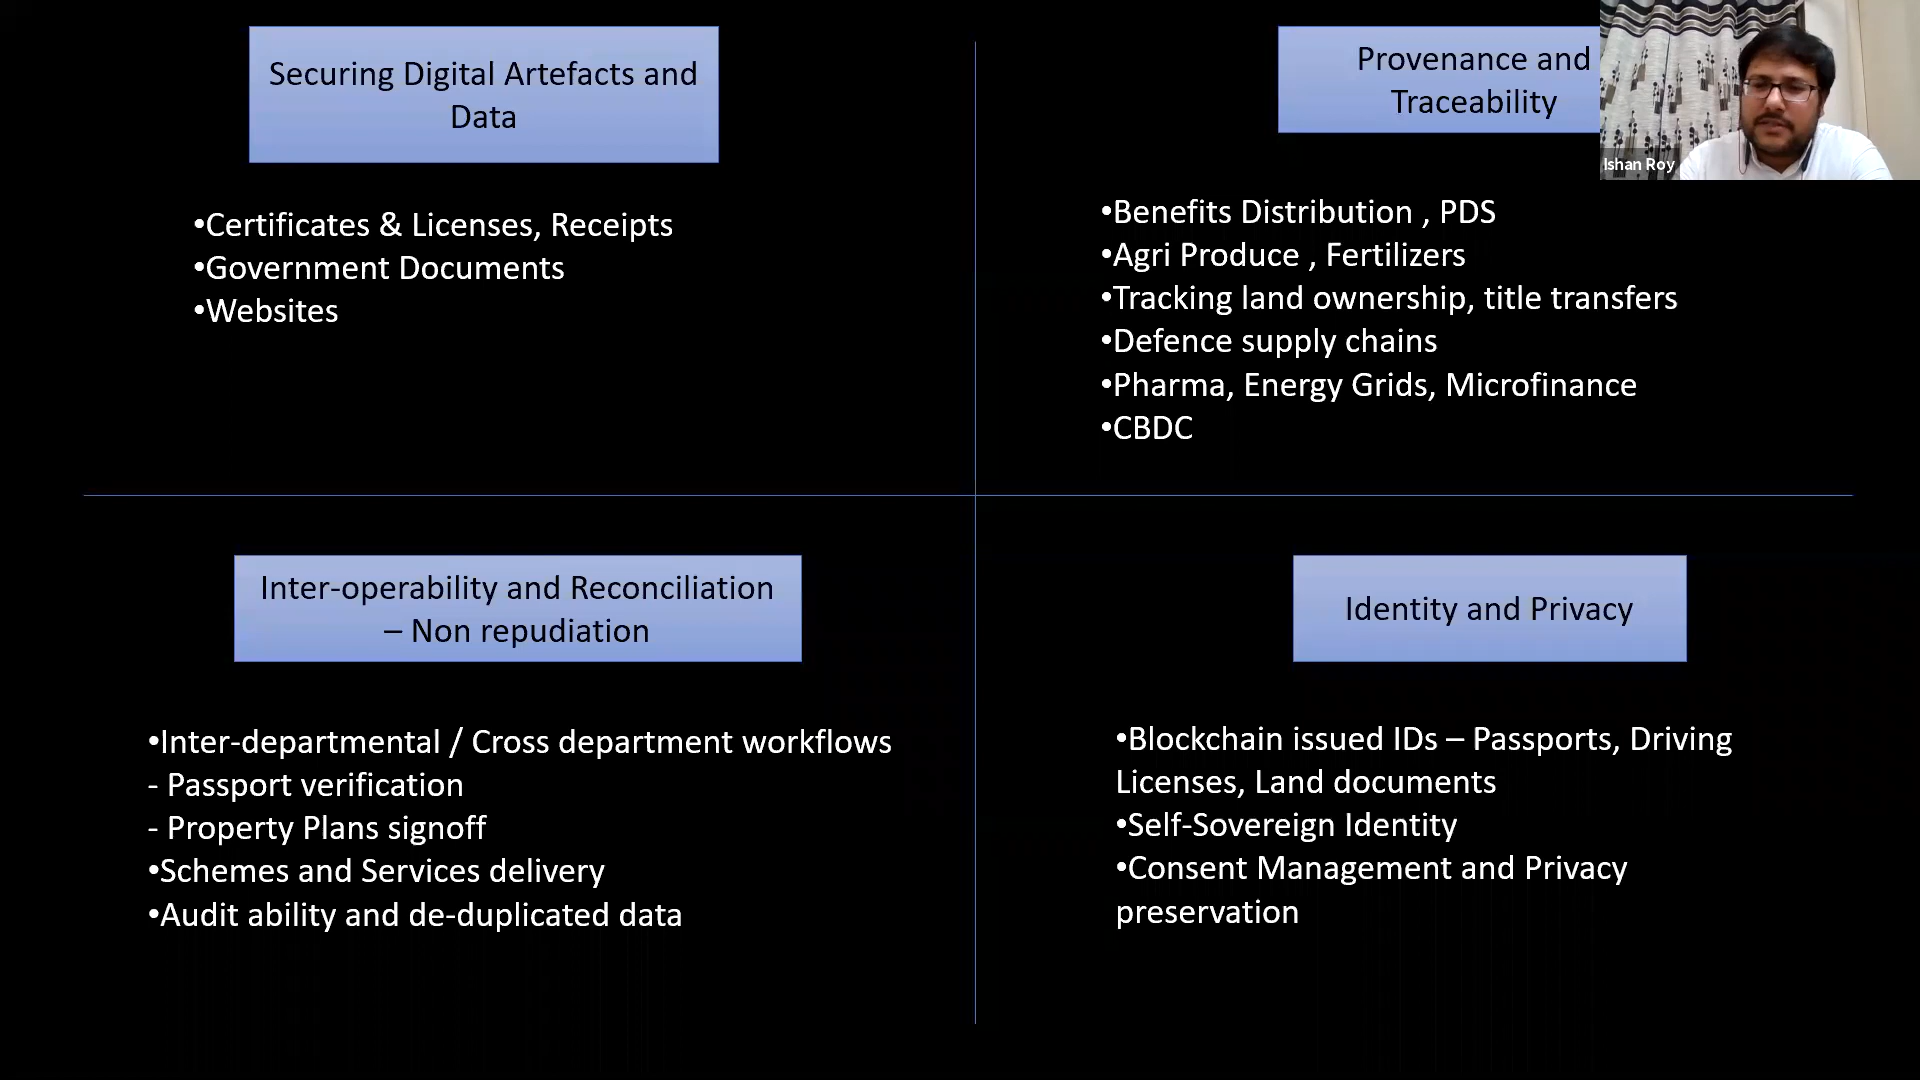 Securing Digital Artefacts and
Data
•Certificates & Licenses, Receipts
•Government Documents
•Websites
Provenance and
Traceability
Ishan Roy
•Benefits Distribution , PDS
•Agri Produce , Fertilizers
•Tracking land ownership, title transfers
•Defence supply chains
•Pharma, Energy Grids, Microfinance
•CBDC
Inter-operability and Reconciliation
– Non repudiation
•Inter-departmental / Cross department workflows
- Passport verification
- Property Plans signoff
•Schemes and Services delivery
•Audit ability and de-duplicated data
Identity and Privacy
•Blockchain issued IDs – Passports, Driving
Licenses, Land documents
•Self-Sovereign Identity
•Consent Management and Privacy
preservation